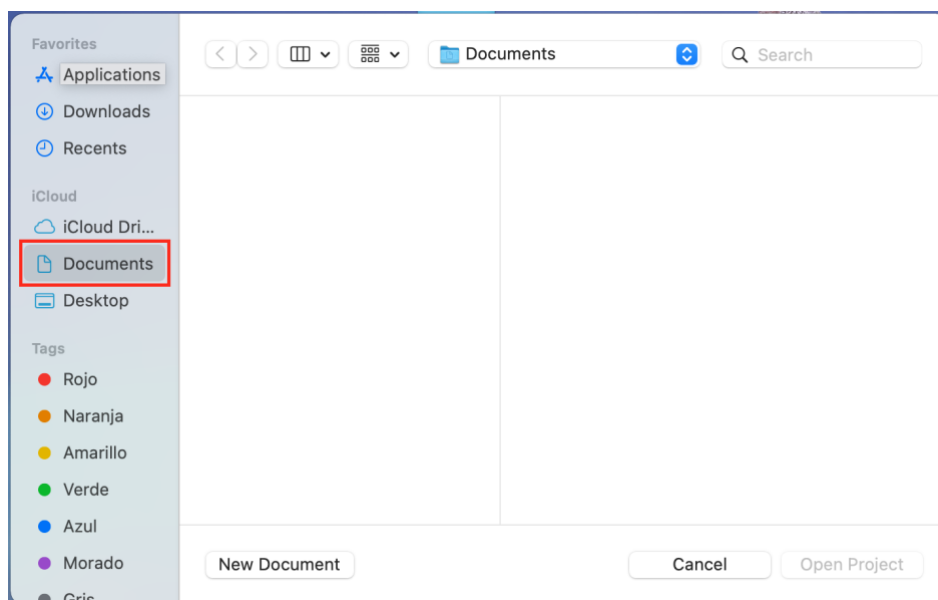 Favorites
Applications
Downloads
Recents
iCloud
iCloud Dri...
Documents
Desktop
Tags
Rojo
Naranja
Amarillo
Verde
Azul
Morado
Gris
Documents
Search
New Document
Cancel
Open Project